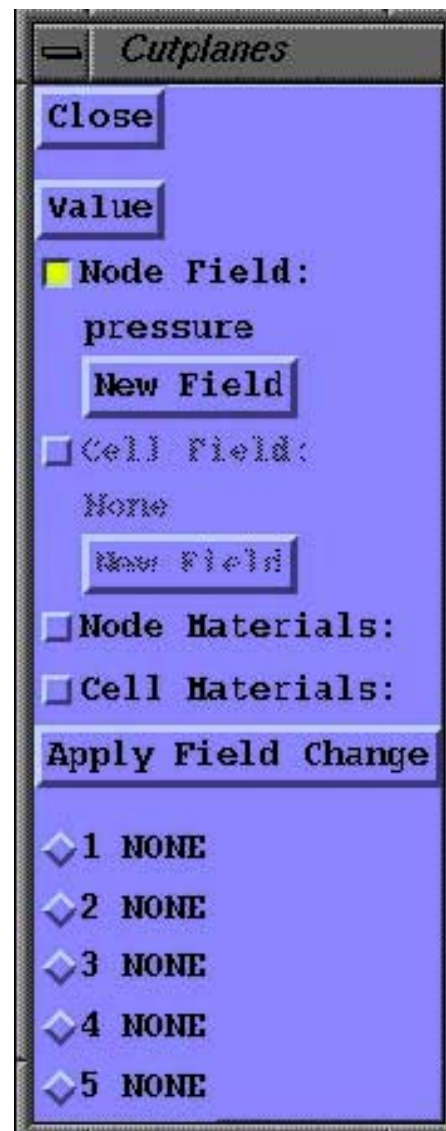 Cutplanes
Close
Value
Node Field:
pressure
New Field
Cell Field:
None
New Field
Node Materials:
Cell Materials:
Apply Field Change
1 NONE
2 NONE
3 NONE
4 NONE
5 NONE